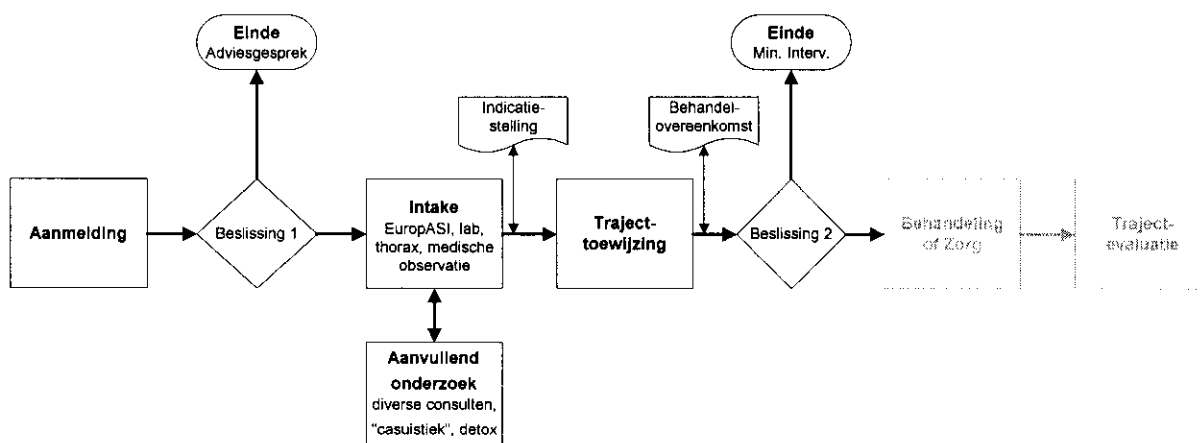 Einde
Adviesgesprek
Einde
Min. Interv.
Indicatie-
stelling
Behandel-
overeenkomst
Aanmelding
Beslissing 1
Intake
EuropASI, lab,
thorax, medische
observatie
Traject-
toewijzing
Beslissing 2
Behandeling
of Zorg
Traject-
evaluatie
Aanvullend
onderzoek
diverse consulten,
"casuistiek", detox